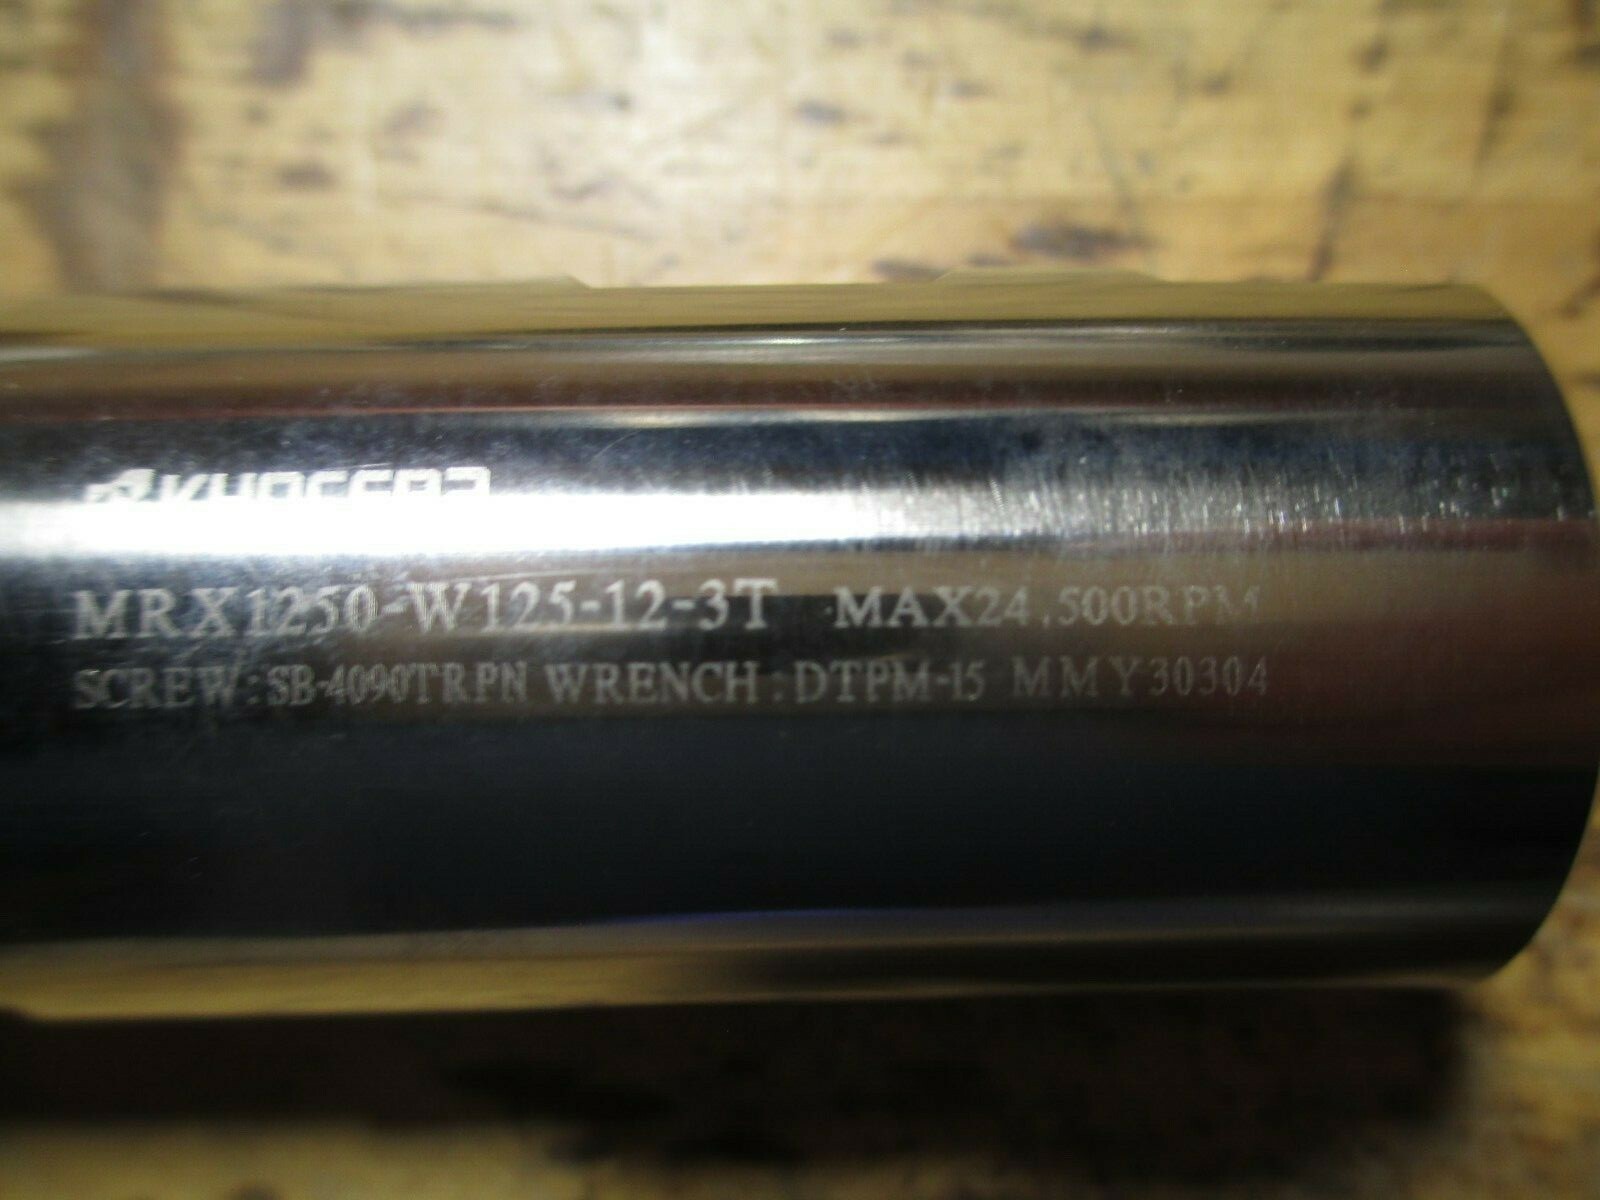 KYOCERA
MRX1250-W125-12-3T MAX24,500RPM
SCREW:SB-4090TRPN WRENCH:DTPM-15 MMY30304